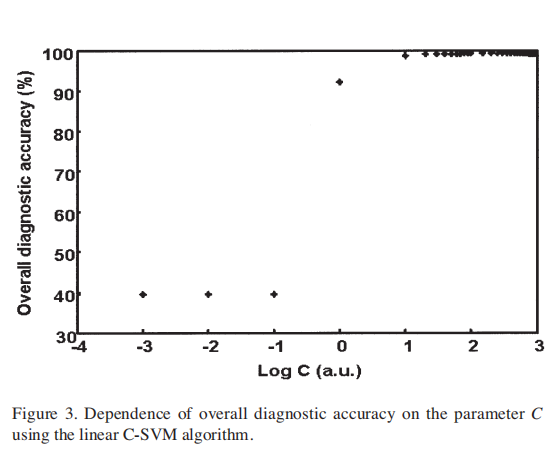 100
90
80
70
60
50
40
30
Overall diagnostic accuracy (%)
-4 -3 -2 -1 0 1 2 3
Log C (a.u.)
Figure 3. Dependence of overall diagnostic accuracy on the parameter C
using the linear C-SVM algorithm.